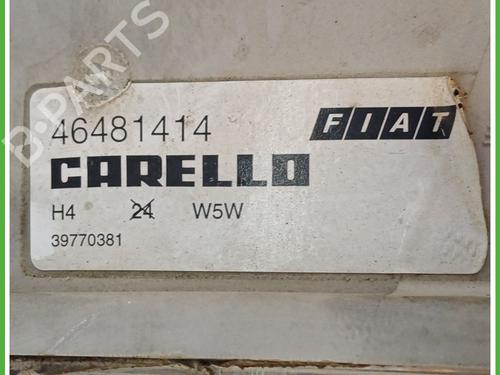 B-PARTS
46481414 FIAT
CARELLO
H4 24 W5W
39770381